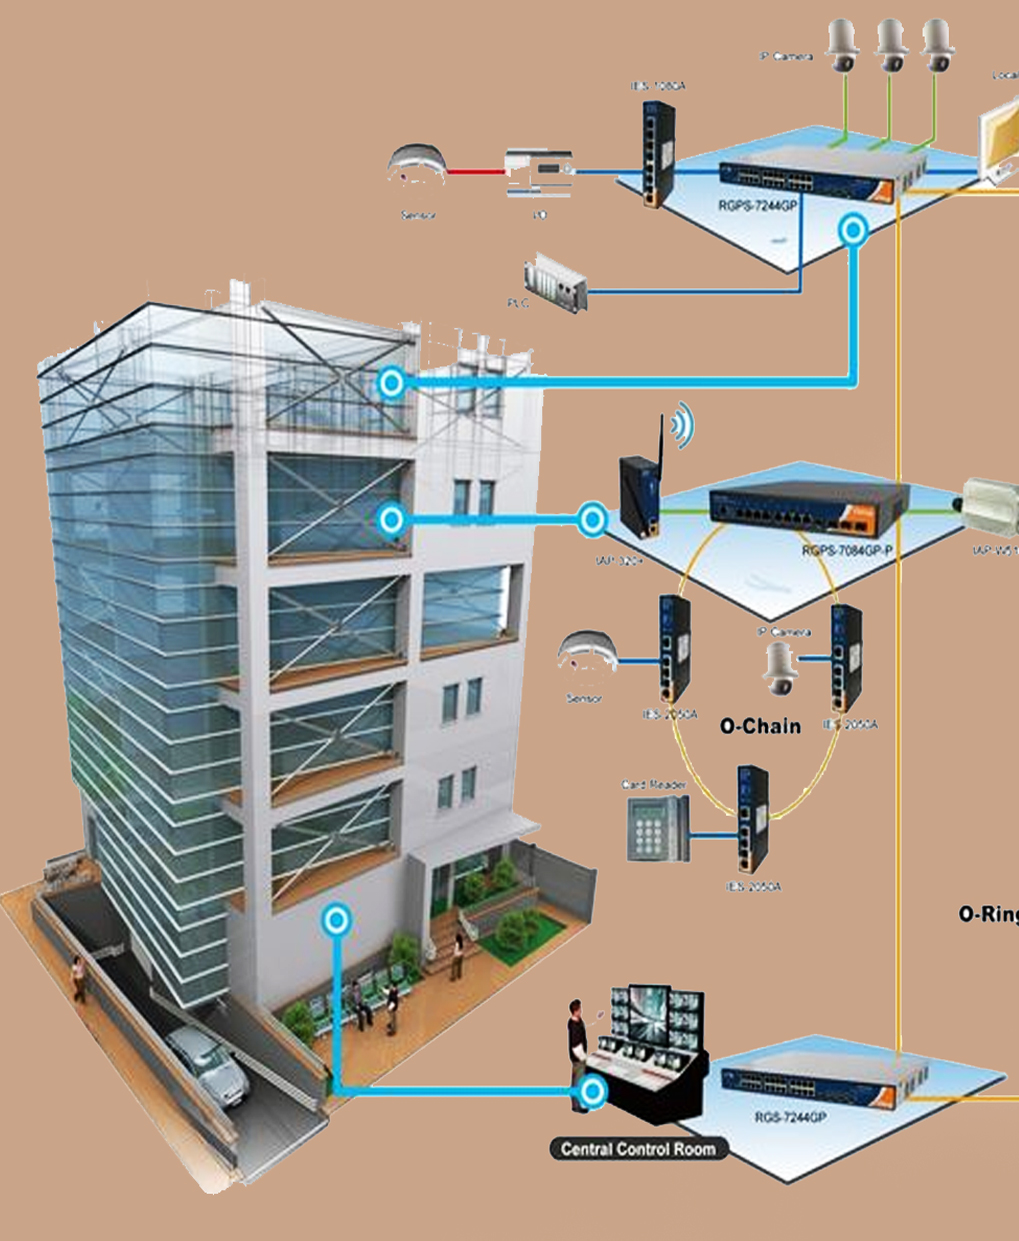 IP Camera
Local
IES-1080A
RGPS-7244GP
Sensor
I/O
PLC
IAP-320+
RGPS-7084GP-P
IP Camera
Sensor
IES-2050A
O-Chain
IES-2050A
Card Reader
IES-2050A
O-Ring
RGS-7244GP
Central Control Room